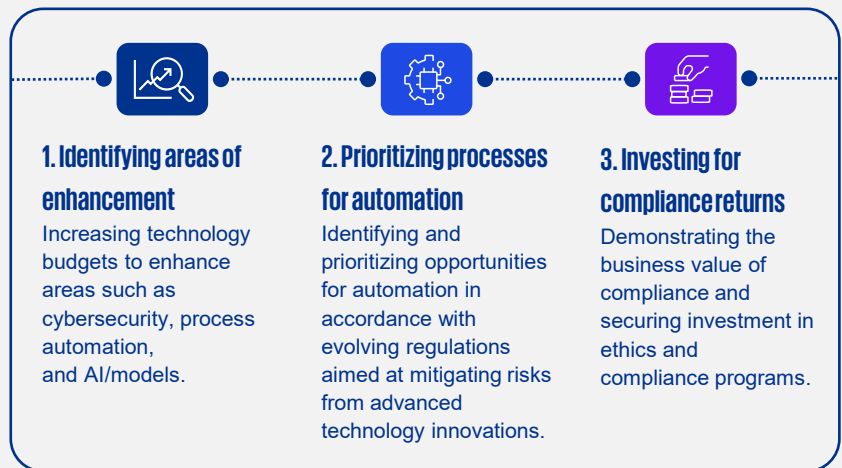 1. Identifying areas of
enhancement
Increasing technology
budgets to enhance
areas such as
cybersecurity, process
automation,
and AI/models.
2. Prioritizing processes
for automation
Identifying and
prioritizing opportunities
for automation in
accordance with
evolving regulations
aimed at mitigating risks
from advanced
technology innovations.
3. Investing for
compliance returns
Demonstrating the
business value of
compliance and
securing investment in
ethics and
compliance programs.